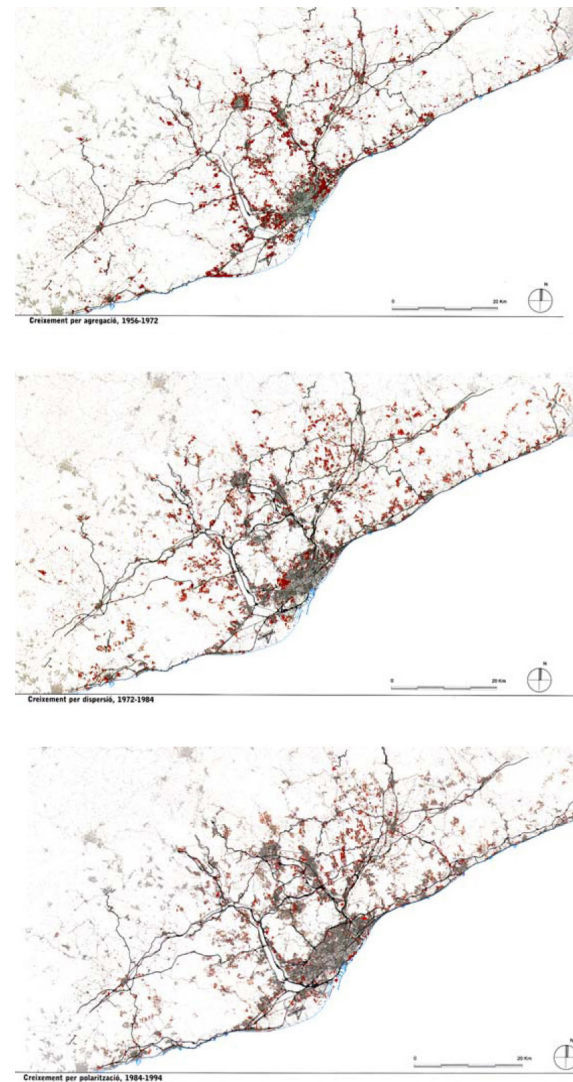 N
0
20 Km
Creixement per agregació, 1956-1972
N
0
20 Km
Creixement per dispersió, 1972-1984
N
0
20 Km
Creixement per polarització, 1984-1994